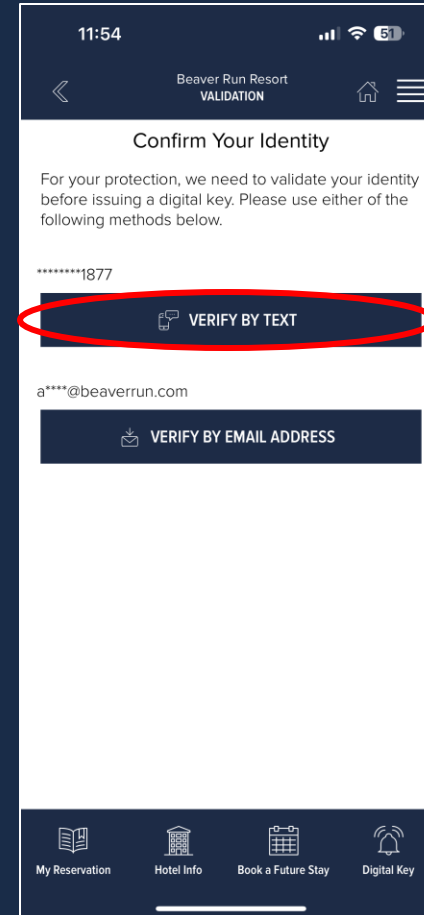 11:54
51
Beaver Run Resort
VALIDATION
Confirm Your Identity
For your protection, we need to validate your identity
before issuing a digital key. Please use either of the
following methods below.
********1877
VERIFY BY TEXT
a****@beaverrun.com
VERIFY BY EMAIL ADDRESS
My Reservation
Hotel Info
Book a Future Stay
Digital Key